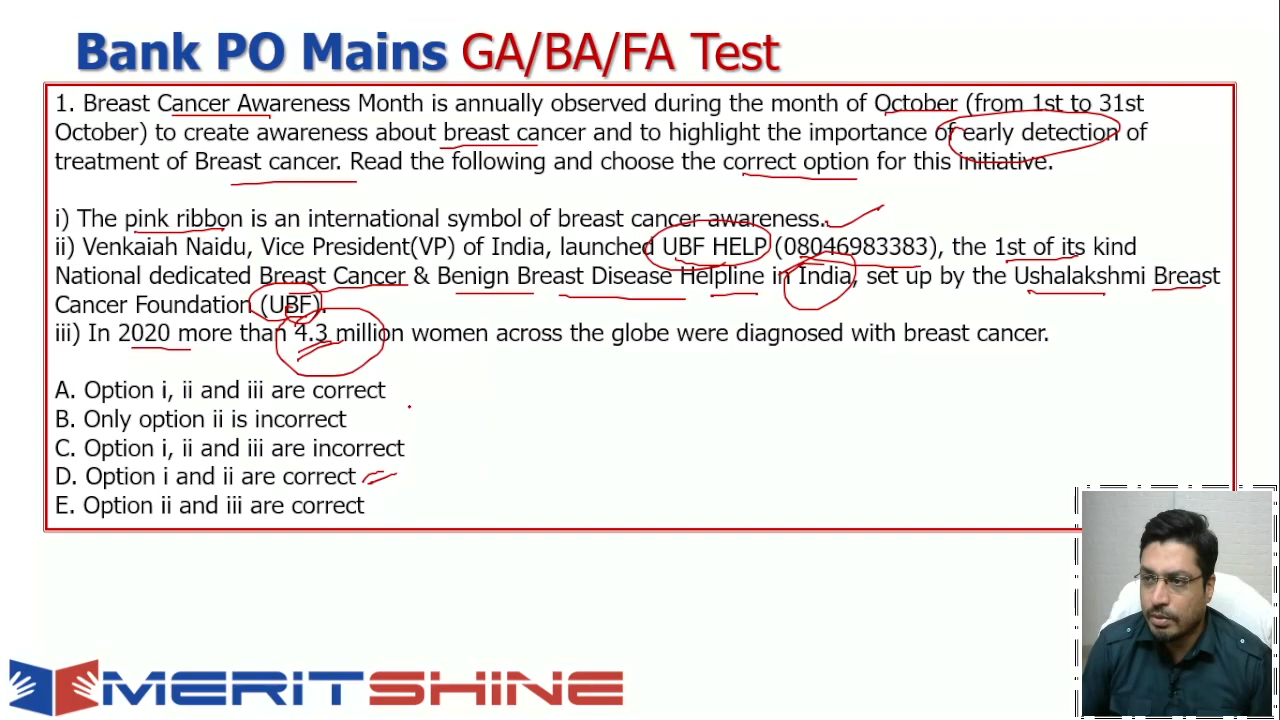 Bank PO Mains GA/BA/FA Test
1. Breast Cancer Awareness Month is annually observed during the month of October (from 1st to 31st
October) to create awareness about breast cancer and to highlight the importance of early detection of
treatment of Breast cancer. Read the following and choose the correct option for this initiative.
i) The pink ribbon is an international symbol of breast cancer awareness.
ii) Venkaiah Naidu, Vice President(VP) of India, launched UBF HELP (08046983383), the 1st of its kind
National dedicated Breast Cancer & Benign Breast Disease Helpline in India, set up by the Ushalakshmi Breast
Cancer Foundation (UBF).
iii) In 2020 more than 4.3 million women across the globe were diagnosed with breast cancer.
A. Option i, ii and iii are correct
B. Only option ii is incorrect
C. Option i, ii and iii are incorrect
D. Option i and ii are correct
E. Option ii and iii are correct
MERITSHINE